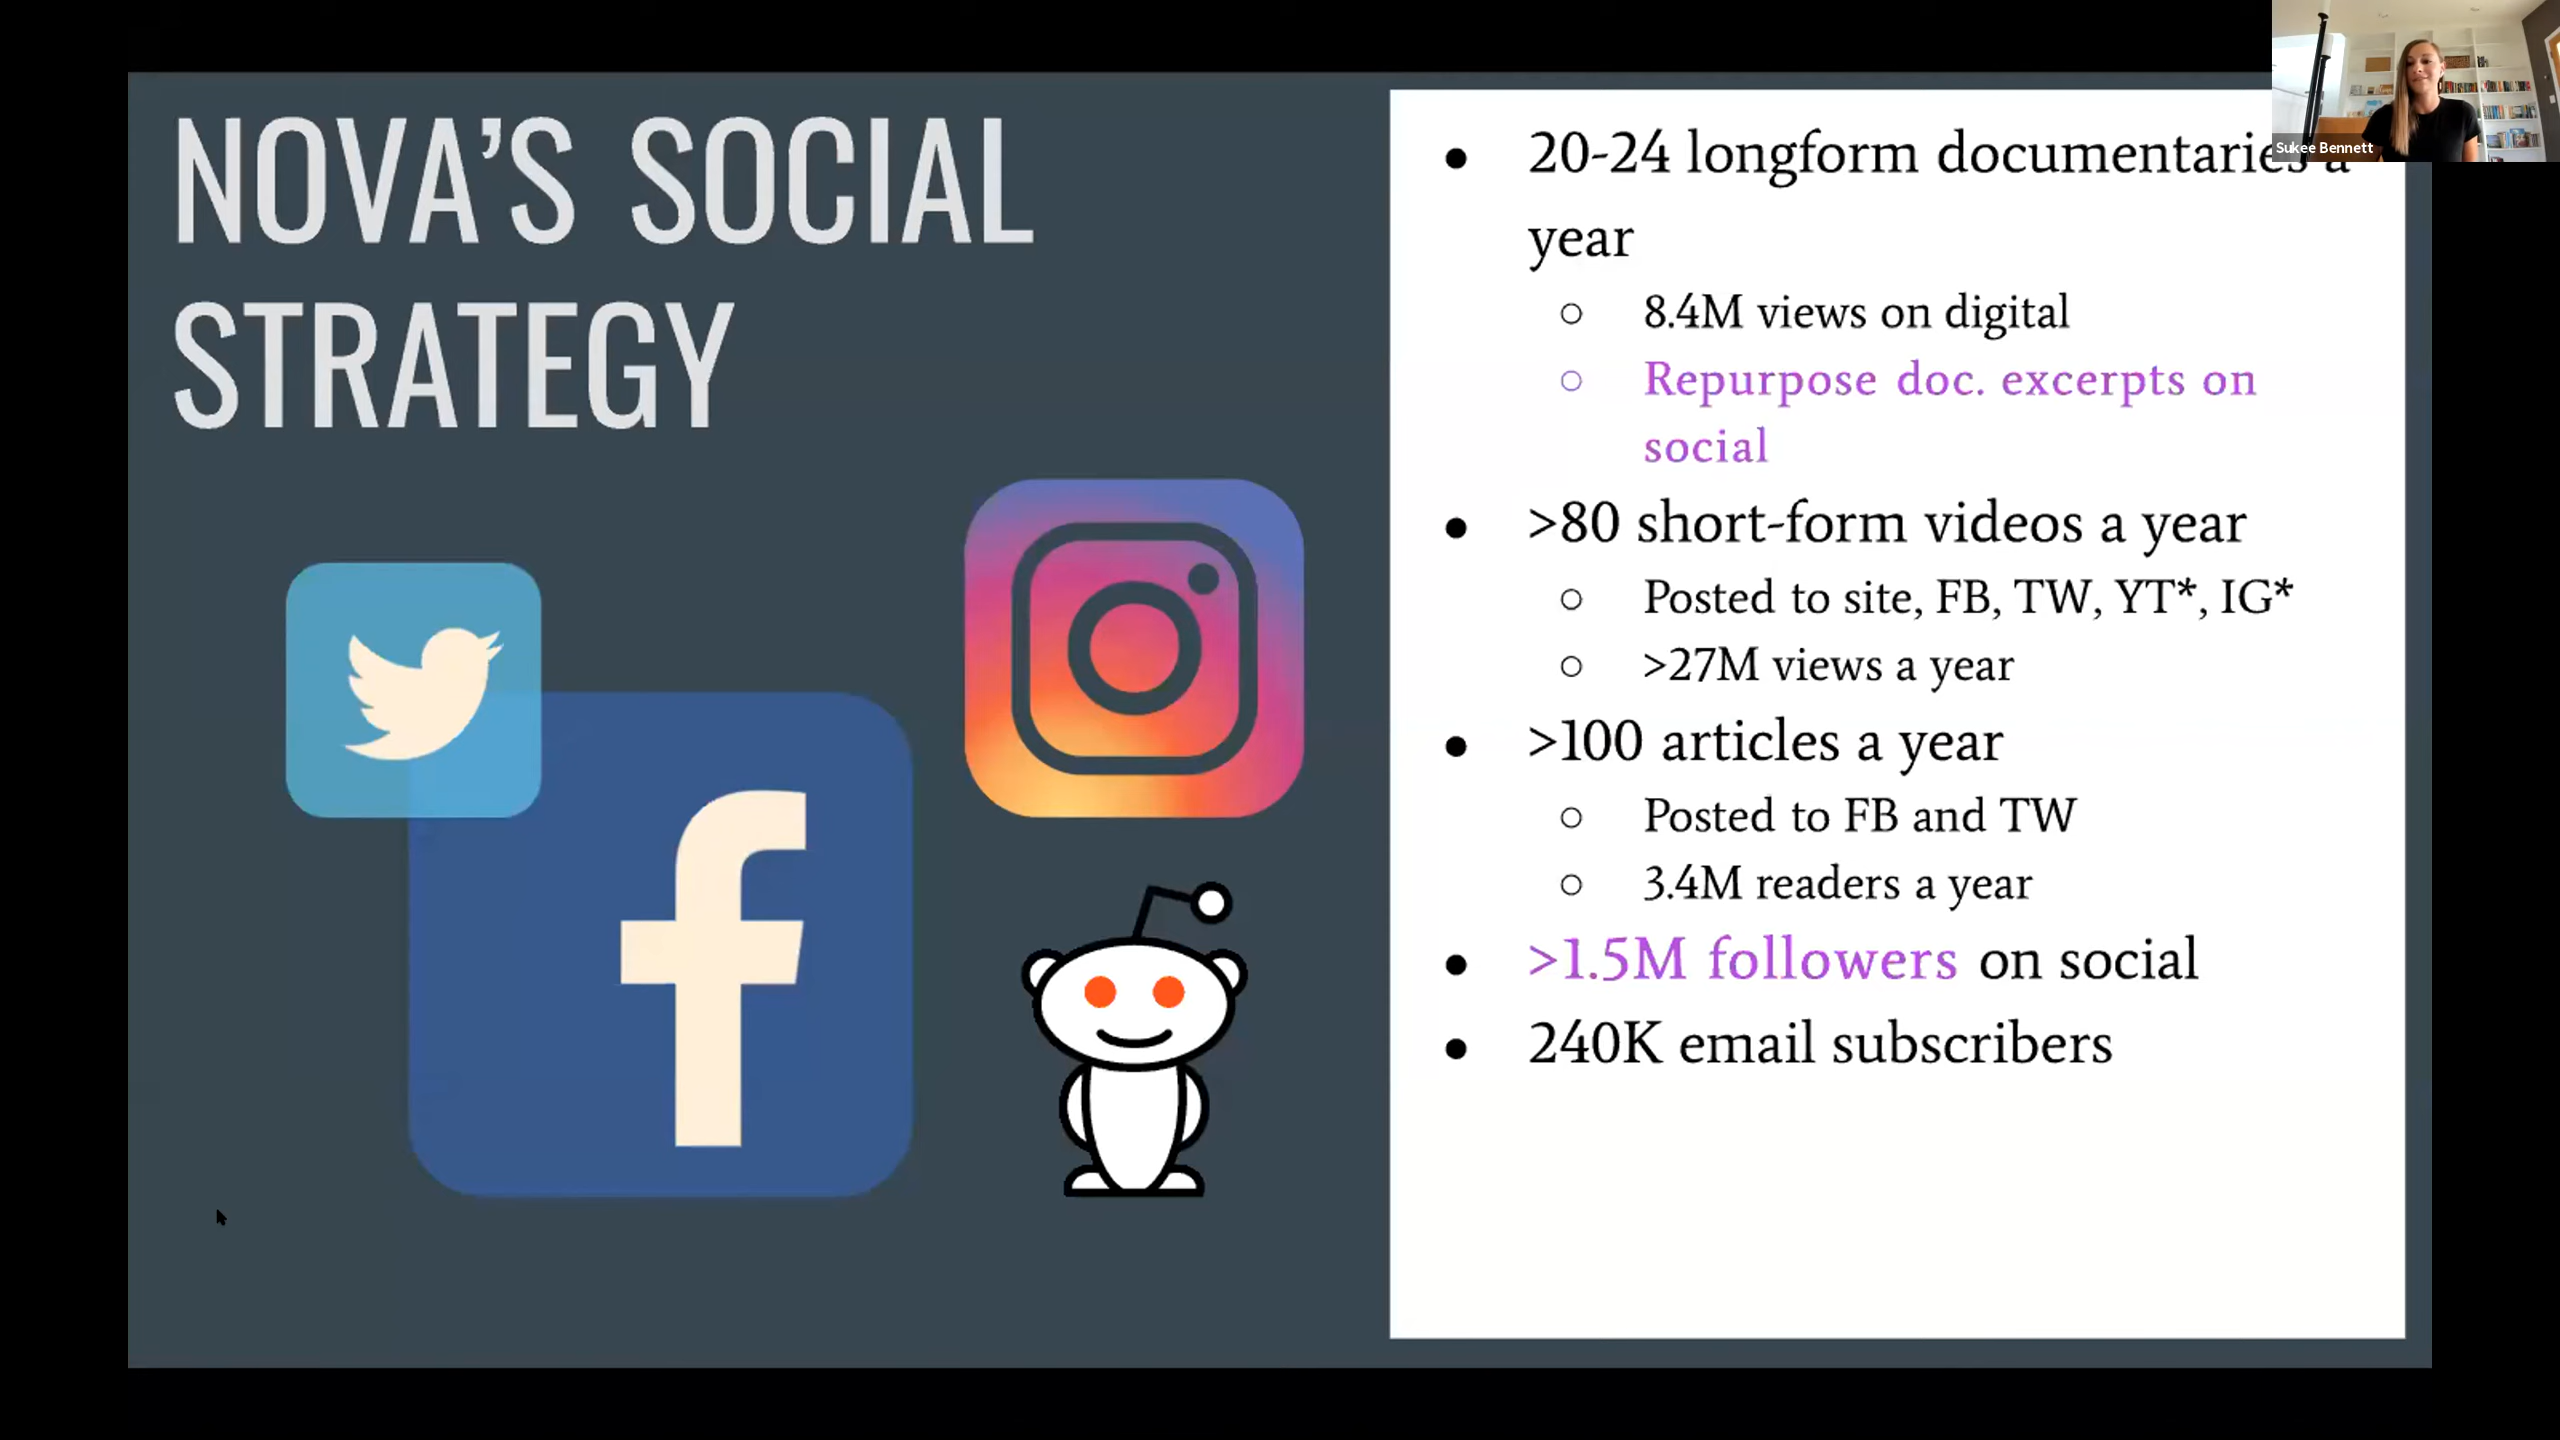 NOVA'S SOCIAL
STRATEGY
20-24 longform documentaries a
year
8.4M views on digital
Repurpose doc. excerpts on
social
>80 short-form videos a year
Posted to site, FB, TW, YT*, IG*
>27M views a year
>100 articles a year
Posted to FB and TW
3.4M readers a year
>1.5M followers on social
240K email subscribers
Sukee Bennett